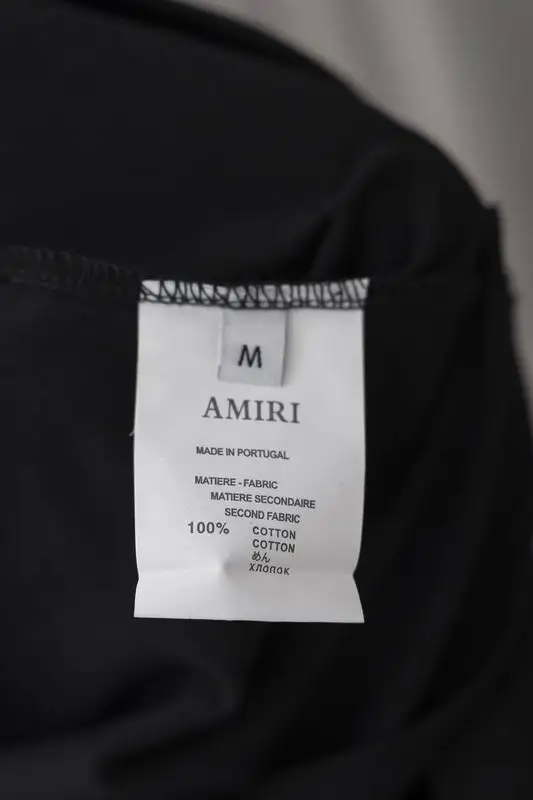 M
AMIRI
MADE IN PORTUGAL
MATIERE - FABRIC
MATIERE SECONDAIRE
SECOND FABRIC
100% COTTON
COTTON
めん
хлопок